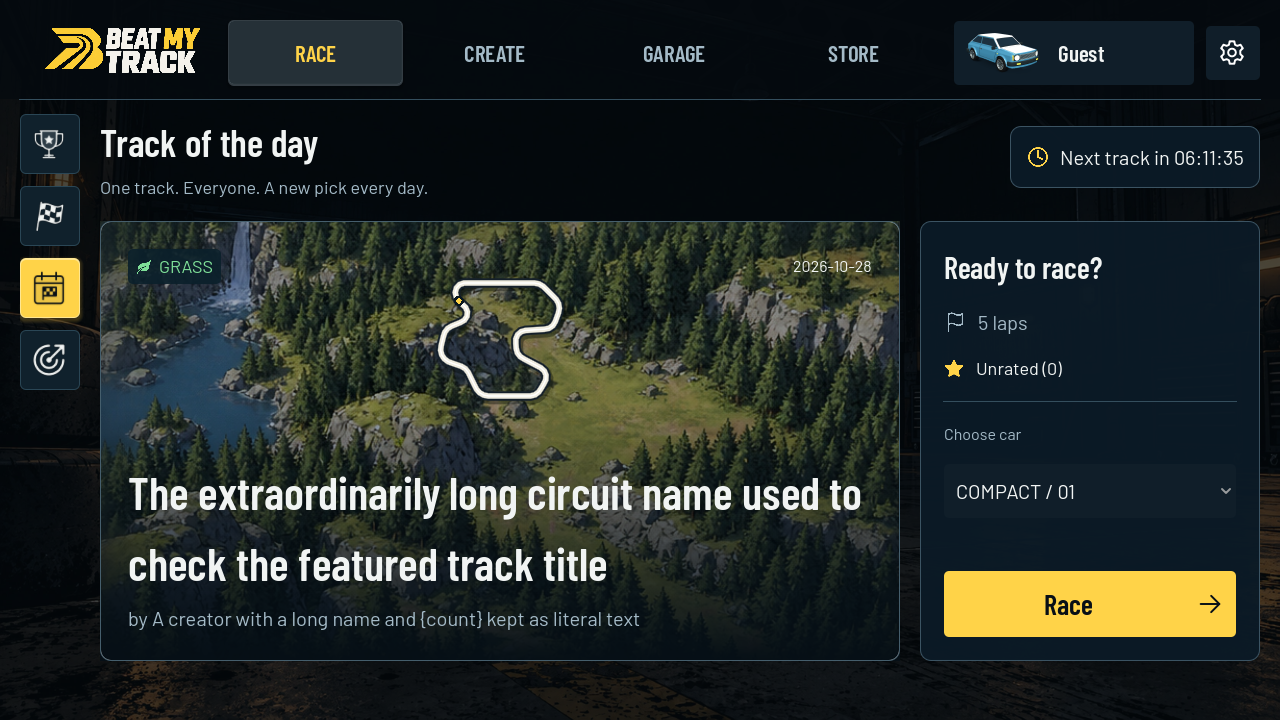 BEAT MY
TRACK
RACE
CREATE
GARAGE
STORE
Guest
Track of the day
One track. Everyone. A new pick every day.
Next track in 06:11:35
GRASS
2026-10-28
The extraordinarily long circuit name used to
check the featured track title
by A creator with a long name and {count} kept as literal text
Ready to race?
5 laps
Unrated (0)
Choose car
COMPACT / 01
Race